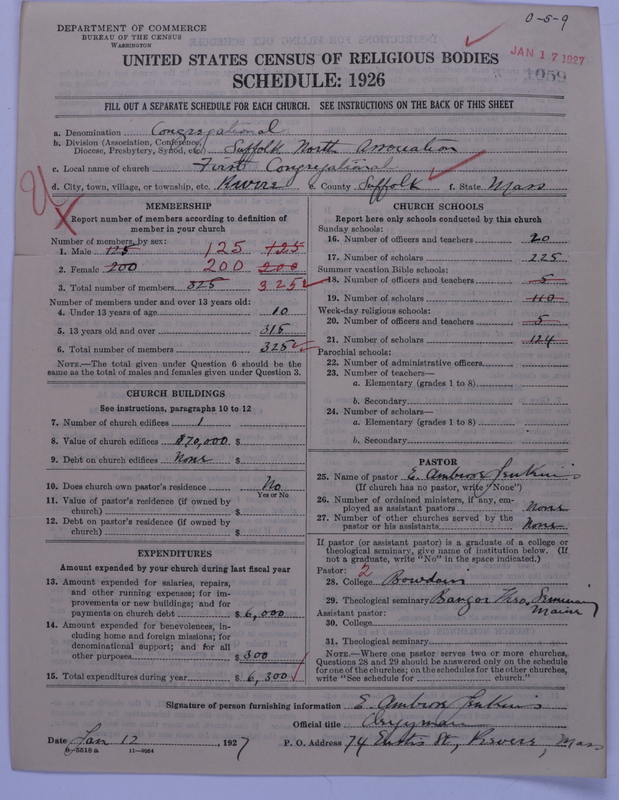 0-5-9
DEPARTMENT OF COMMERCE
BUREAU OF THE CENSUS
WASHINGTON
JAN 17 1927
1059
UNITED STATES CENSUS OF RELIGIOUS BODIES
SCHEDULE: 1926
FILL OUT A SEPARATE SCHEDULE FOR EACH CHURCH. SEE INSTRUCTIONS ON THE BACK OF THIS SHEET
a. Denomination Congregational
b. Division (Association, Conference, Diocese, Presbytery, Synod, etc.) Suffolk North Association
c. Local name of church First Congregational
d. City, town, village, or township, etc. Revere e. County Suffolk f. State Mass
MEMBERSHIP
Report number of members according to definition of member in your church
Number of members, by sex:
1. Male 125 125 125
2. Female 200 200 200
3. Total number of members 325 325
Number of members under and over 13 years old:
4. Under 13 years of age 10
5. 13 years old and over 315
6. Total number of members 325
NOTE.—The total given under Question 6 should be same as the total of males and females given under Question 3.
CHURCH BUILDINGS
See instructions, paragraphs 10 to 12
7. Number of church edifices 1
8. Value of church edifices $70,000 $
9. Debt on church edifices None $
10. Does church own pastor's residence No
Yes or No
11. Value of pastor's residence (if owned by church) $
12. Debt on pastor's residence (if owned by church) $
EXPENDITURES
Amount expended by your church during last fiscal year
13. Amount expended for salaries, repairs, and other running expenses; for improvements or new buildings; and for payments on church debt $ 6,000
14. Amount expended for benevolences, including home and foreign missions; for denominational support; and for all other purposes $ 300
15. Total expenditures during year $ 6,300
CHURCH SCHOOLS
Report here only schools conducted by this church
Sunday schools:
16. Number of officers and teachers 20
17. Number of scholars 225
Summer vacation Bible schools:
18. Number of officers and teachers 5
19. Number of scholars 110
Week-day religious schools:
20. Number of officers and teachers 5
21. Number of scholars 124
Parochial schools:
22. Number of administrative officers
23. Number of teachers—
a. Elementary (grades 1 to 8)
b. Secondary
24. Number of scholars—
a. Elementary (grades 1 to 8)
b. Secondary
PASTOR
25. Name of pastor E. Ambrose Jenkins
(If church has no pastor, write "None")
26. Number of ordained ministers, if any, employed as assistant pastors None
27. Number of other churches served by the pastor or his assistants None
If pastor (or assistant pastor) is a graduate of a college or theological seminary, give name of institution below. (If not a graduate, write "No" in the space indicated.)
Pastor: 2
28. College Bowdoin
29. Theological seminary Bangor Theo. Seminary Maine
Assistant pastor:
30. College
31. Theological seminary
NOTE.—Where one pastor serves two or more churches, Questions 28 and 29 should be answered only on the schedule for one of the churches; on the schedules for the other churches, write "See schedule for church."
Signature of person furnishing information E. Ambrose Jenkins
Official title Clergyman
Date Jan 12, 1927 P. O. Address 74 Eustis St, Revere, Mass
6-5518a 11-9054